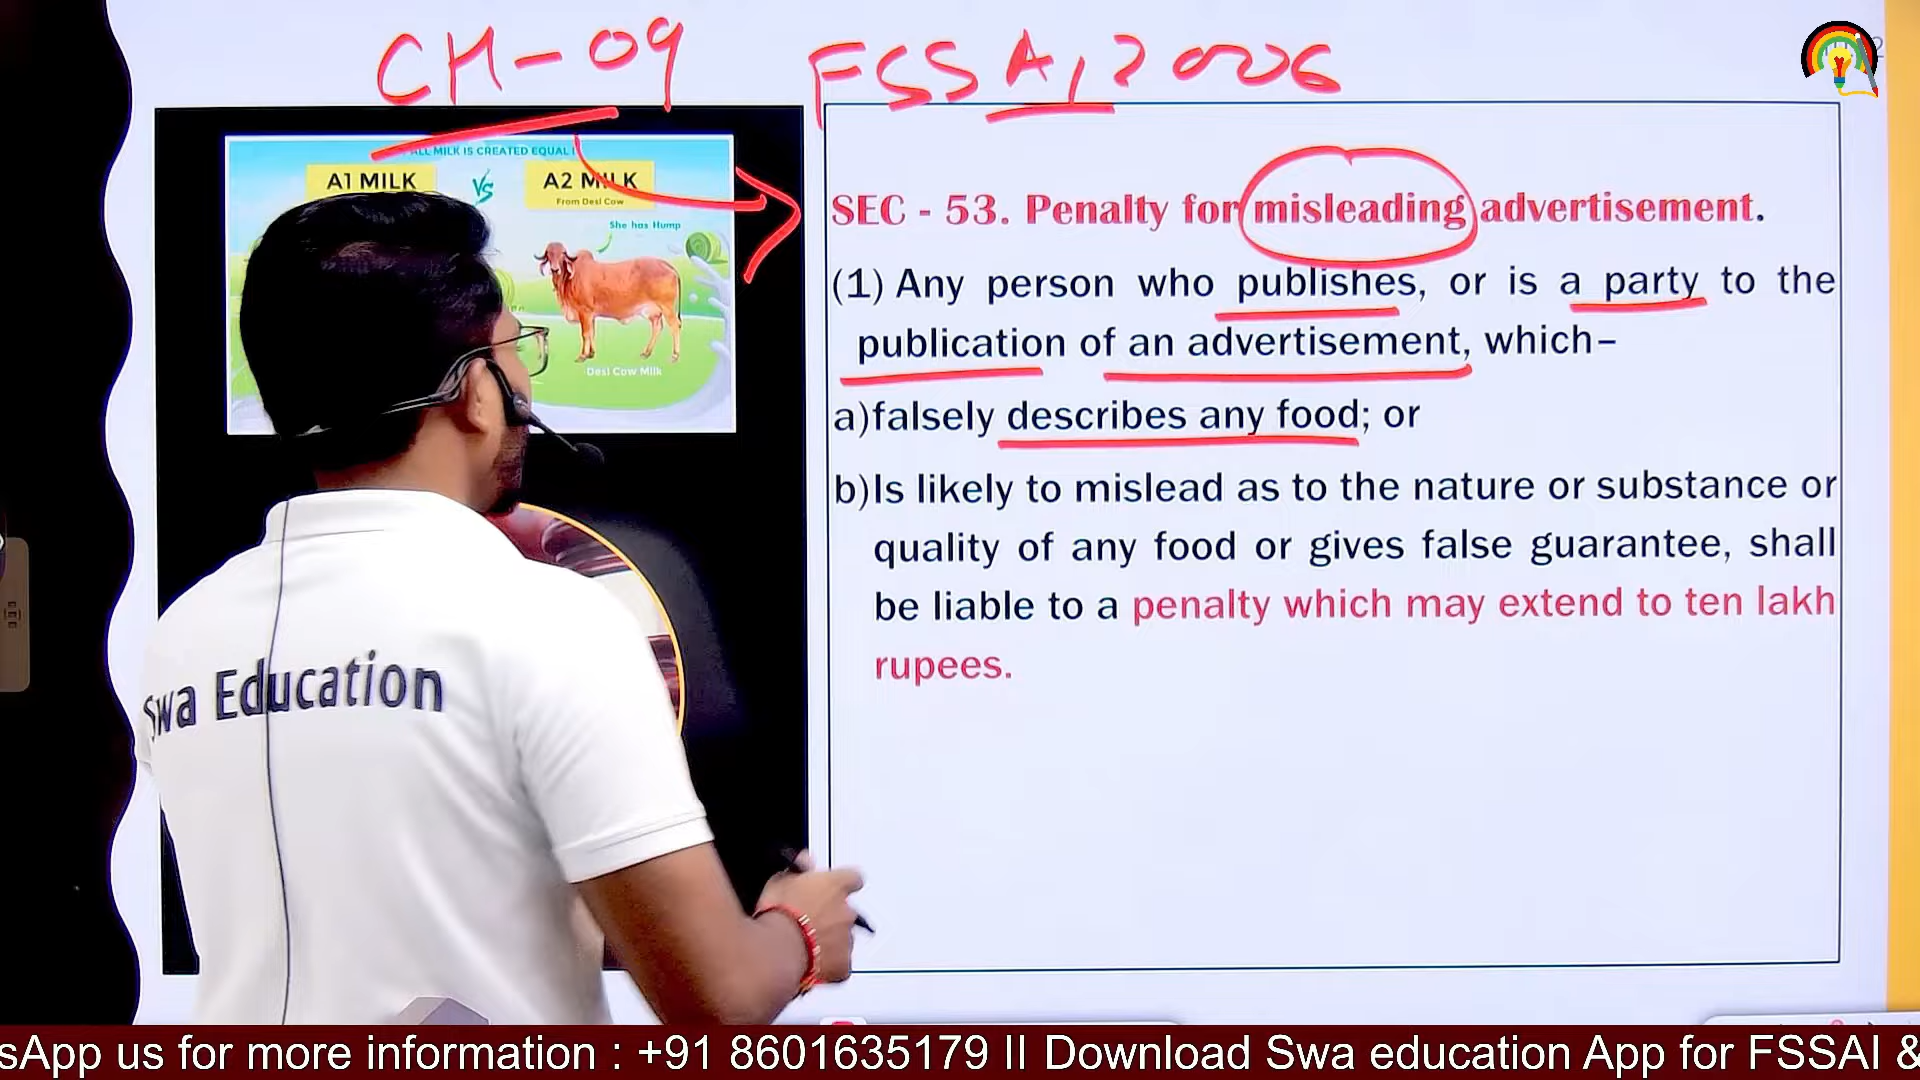 CH-09 FSSA, 2006
ALL MILK IS CREATED EQUAL
A1 MILK
VS
A2 MILK
From Desi Cow
She has Hump
Desi Cow Milk
SEC - 53. Penalty for misleading advertisement.
(1) Any person who publishes, or is a party to the
publication of an advertisement, which–
a)falsely describes any food; or
b)Is likely to mislead as to the nature or substance or
quality of any food or gives false guarantee, shall
be liable to a penalty which may extend to ten lakh
rupees.
Swa Education
sApp us for more information : +91 8601635179 II Download Swa education App for FSSAI &